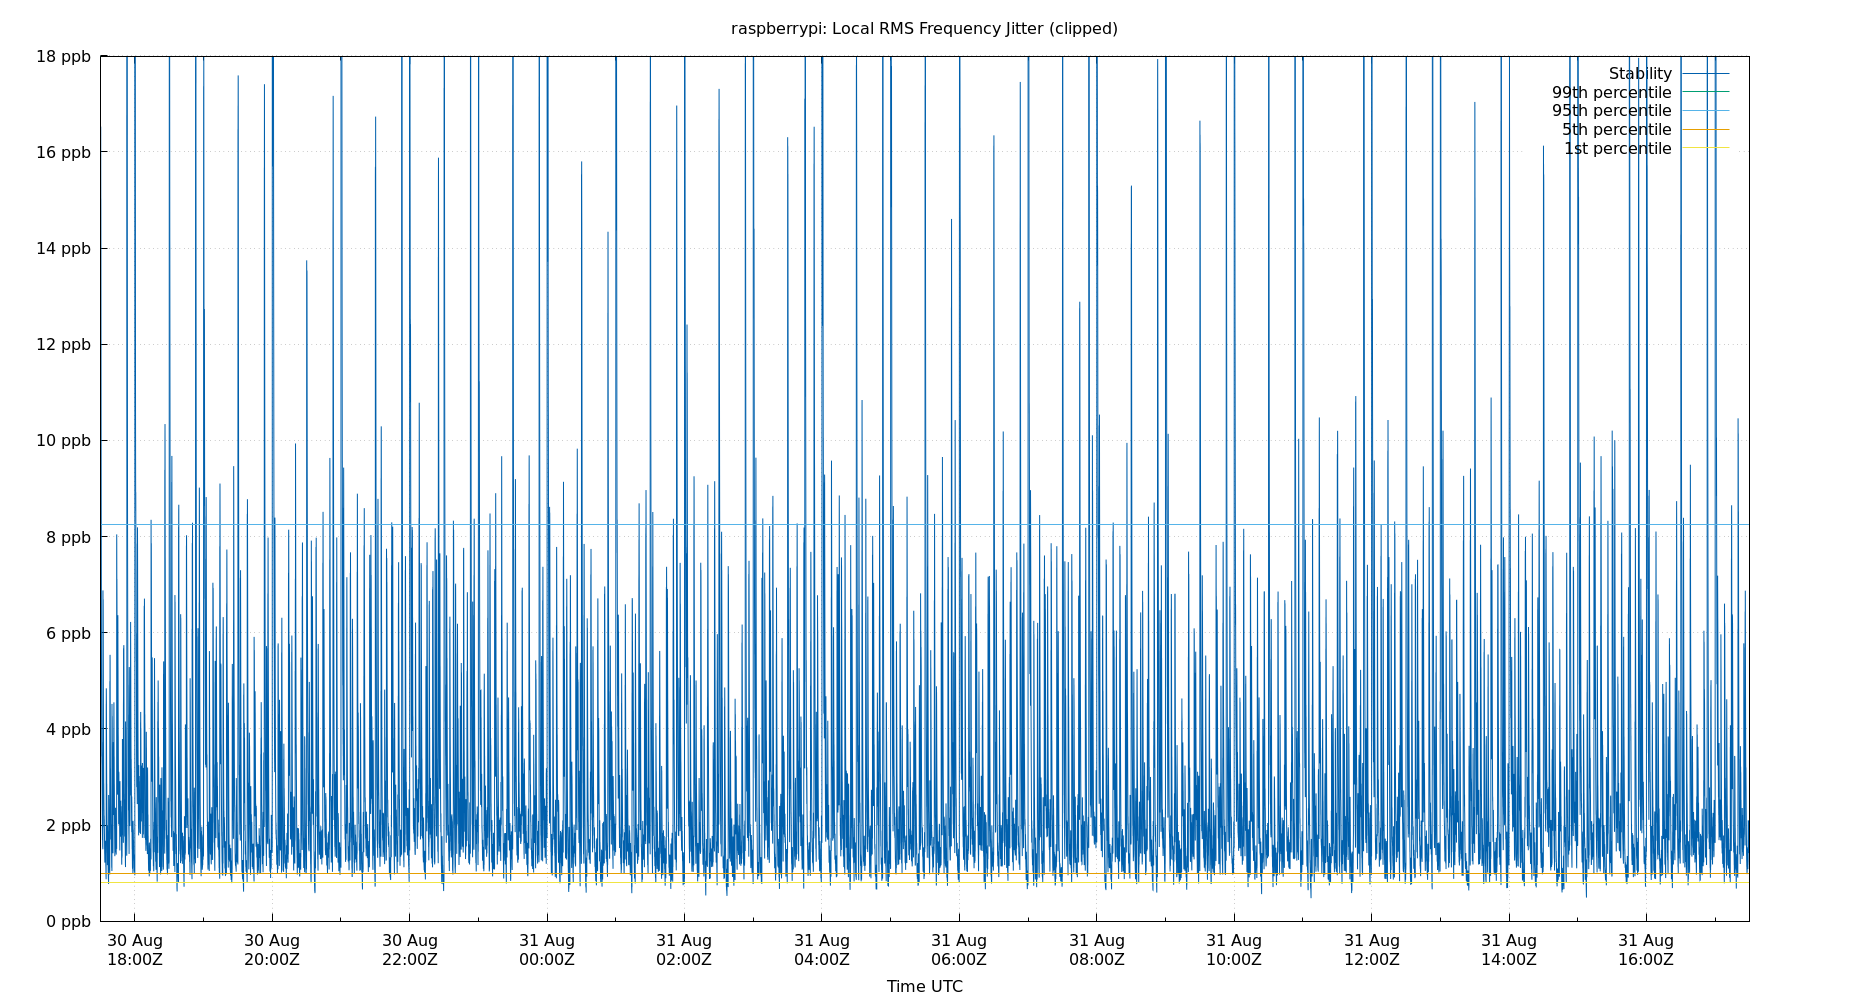 raspberrypi: Local RMS Frequency Jitter (clipped)
18 ppb
16 ppb
14 ppb
12 ppb
10 ppb
8 ppb
6 ppb
4 ppb
2 ppb
0 ppb
Stability
99th percentile
95th percentile
5th percentile
1st percentile
30 Aug 30 Aug 30 Aug 31 Aug 31 Aug 31 Aug 31 Aug 31 Aug 31 Aug 31 Aug 31 Aug 31 Aug
18:00Z 20:00Z 22:00Z 00:00Z 02:00Z 04:00Z 06:00Z 08:00Z 10:00Z 12:00Z 14:00Z 16:00Z
Time UTC